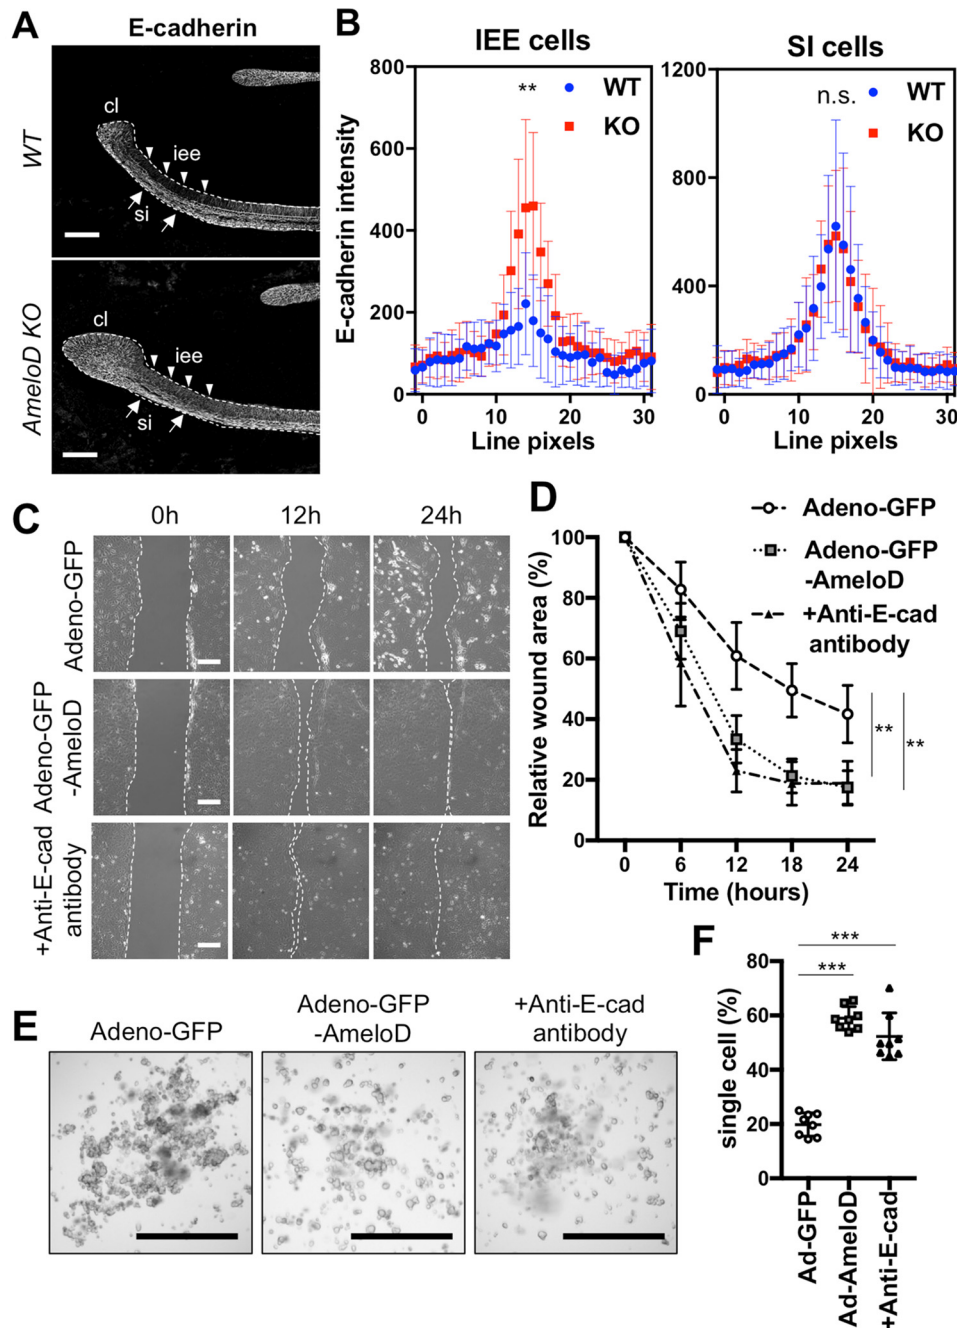 A
E-cadherin
WT
cl
iee
si
AmeloD KO
cl
iee
si
B
IEE cells
E-cadherin intensity
800
600
400
200
0
**
WT
KO
0
10
20
30
Line pixels
SI cells
1200
800
400
0
n.s.
WT
KO
0
10
20
30
Line pixels
C
0h
12h
24h
Adeno-GFP
Adeno-GFP
-AmeloD
+Anti-E-cad
antibody
D
Relative wound area (%)
100
80
60
40
20
0
Adeno-GFP
Adeno-GFP
-AmeloD
+Anti-E-cad
antibody
**
**
0
6
12
18
24
Time (hours)
E
Adeno-GFP
Adeno-GFP
-AmeloD
+Anti-E-cad
antibody
F
single cell (%)
80
60
40
20
0
***
***
Ad-GFP
Ad-AmeloD
+Anti-E-cad